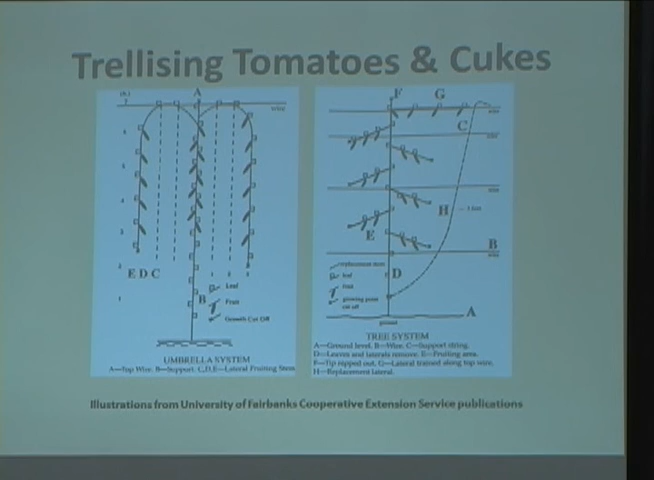 Trellising Tomatoes & Cukes
A
WIRE
E D C
B
Leaf
Fruit
Growth Cut Off
UMBRELLA SYSTEM
A—Top Wire. B—Support. C,D,E—Lateral Fruiting Stem
F
G
C
H
E
B
D
leaf
fruit
growing point
cut off
A
ground
TREE SYSTEM
A—Ground level. B—Wire. C—Support string.
D—Leaves and laterals remove. E—Fruiting area.
F—Tip nipped out. G—Lateral trained along top wire.
H—Replacement lateral.
Illustrations from University of Fairbanks Cooperative Extension Service publications